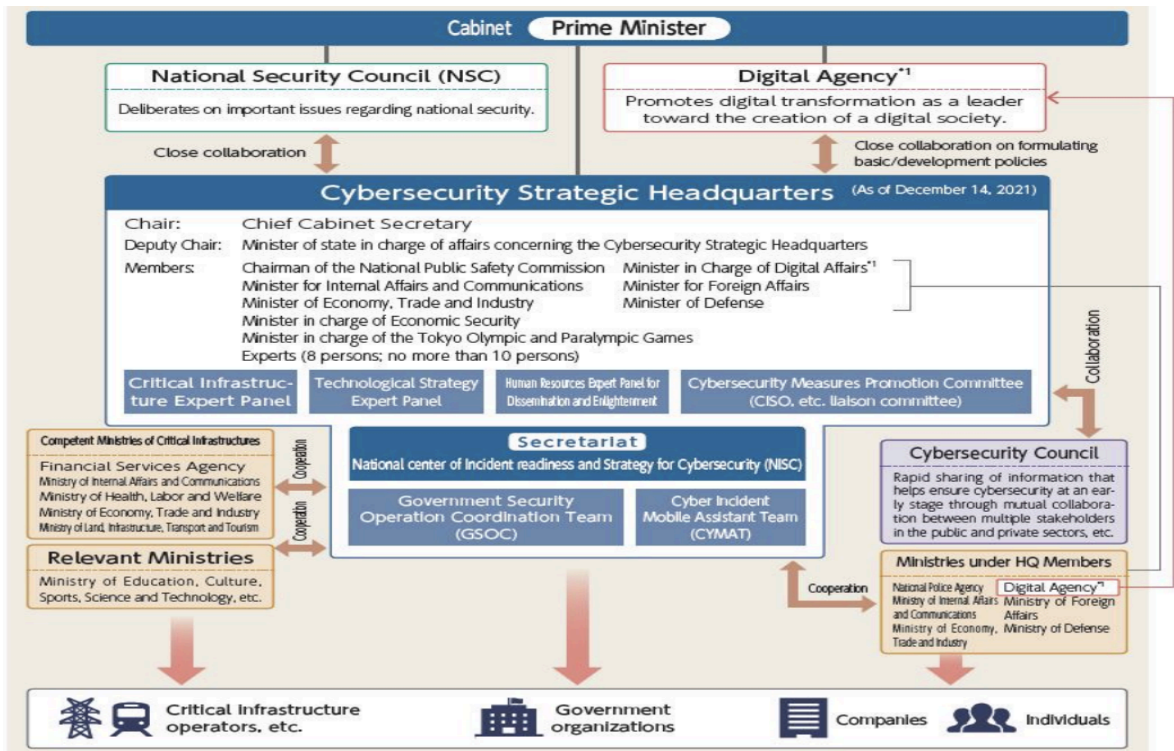 Cabinet Prime Minister
National Security Council (NSC)
Deliberates on important issues regarding national security.
Digital Agency*1
Promotes digital transformation as a leader
toward the creation of a digital society.
Close collaboration
Close collaboration on formulating
basic/development policies
Cybersecurity Strategic Headquarters (As of December 14, 2021)
Chair: Chief Cabinet Secretary
Deputy Chair: Minister of state in charge of affairs concerning the Cybersecurity Strategic Headquarters
Members: Chairman of the National Public Safety Commission Minister in Charge of Digital Affairs*1
Minister for Internal Affairs and Communications Minister for Foreign Affairs
Minister of Economy, Trade and Industry Minister of Defense
Minister in charge of Economic Security
Minister in charge of the Tokyo Olympic and Paralympic Games
Experts (8 persons; no more than 10 persons)
Critical Infrastruc-
ture Expert Panel
Technological Strategy
Expert Panel
Human Resources Expert Panel for
Dissemination and Enlightenment
Cybersecurity Measures Promotion Committee
(CISO, etc. liaison committee)
Collaboration
Secretariat
National center of Incident readiness and Strategy for Cybersecurity (NISC)
Government Security
Operation Coordination Team
(GSOC)
Cyber Incident
Mobile Assistant Team
(CYMAT)
Competent Ministries of Critical Infrastructures
Financial Services Agency
Ministry of Internal Affairs and Communications
Ministry of Health, Labor and Welfare
Ministry of Economy, Trade and Industry
Ministry of Land, Infrastructure, Transport and Tourism
Cooperation
Cooperation
Relevant Ministries
Ministry of Education, Culture,
Sports, Science and Technology, etc.
Cybersecurity Council
Rapid sharing of information that
helps ensure cybersecurity at an ear-
ly stage through mutual collabora-
tion between multiple stakeholders
in the public and private sectors, etc.
Cooperation
Ministries under HQ Members
National Police Agency
Ministry of Internal Affairs
and Communications
Ministry of Economy,
Trade and Industry
Digital Agency*1
Ministry of Foreign
Affairs
Ministry of Defense
Critical Infrastructure
operators, etc.
Government
organizations
Companies
Individuals